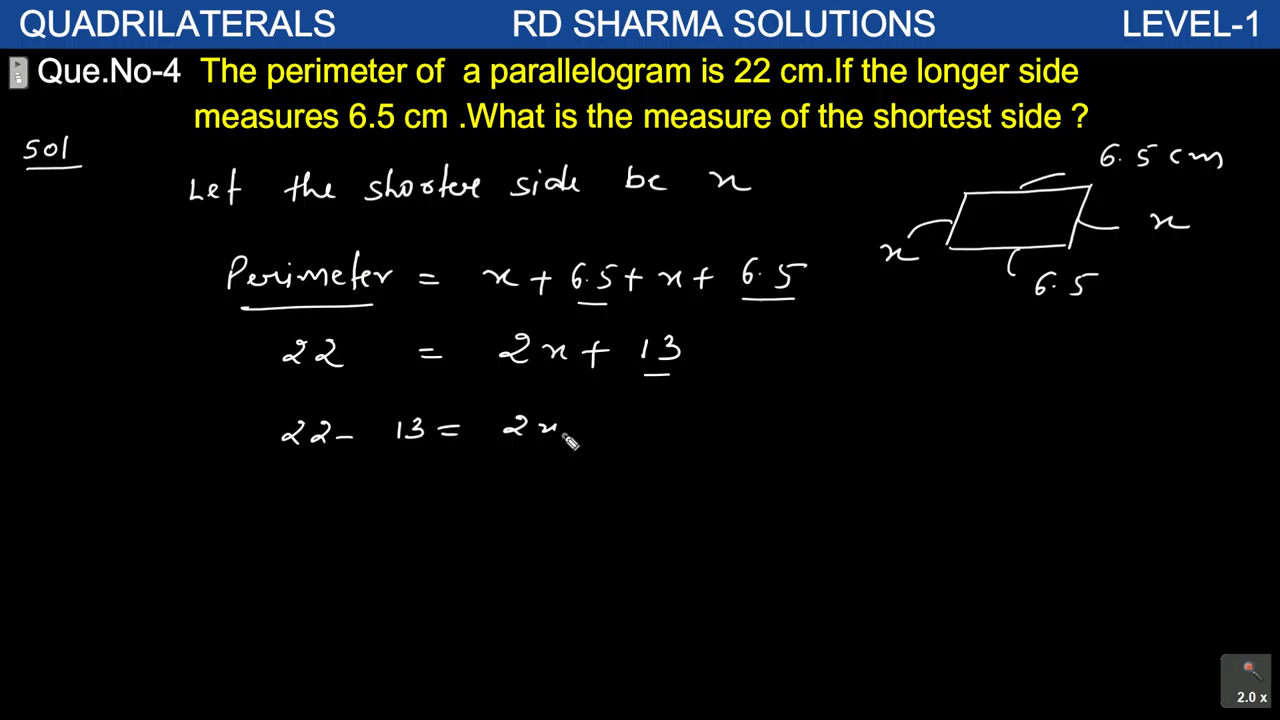 QUADRILATERALS RD SHARMA SOLUTIONS LEVEL-1
Que.No-4 The perimeter of a parallelogram is 22 cm.If the longer side
measures 6.5 cm .What is the measure of the shortest side ?
Sol
Let the shorter side be x
6.5 cm
x
x
6.5
Perimeter = x + 6.5 + x + 6.5
22 = 2x + 13
22 - 13 = 2x
2.0 x